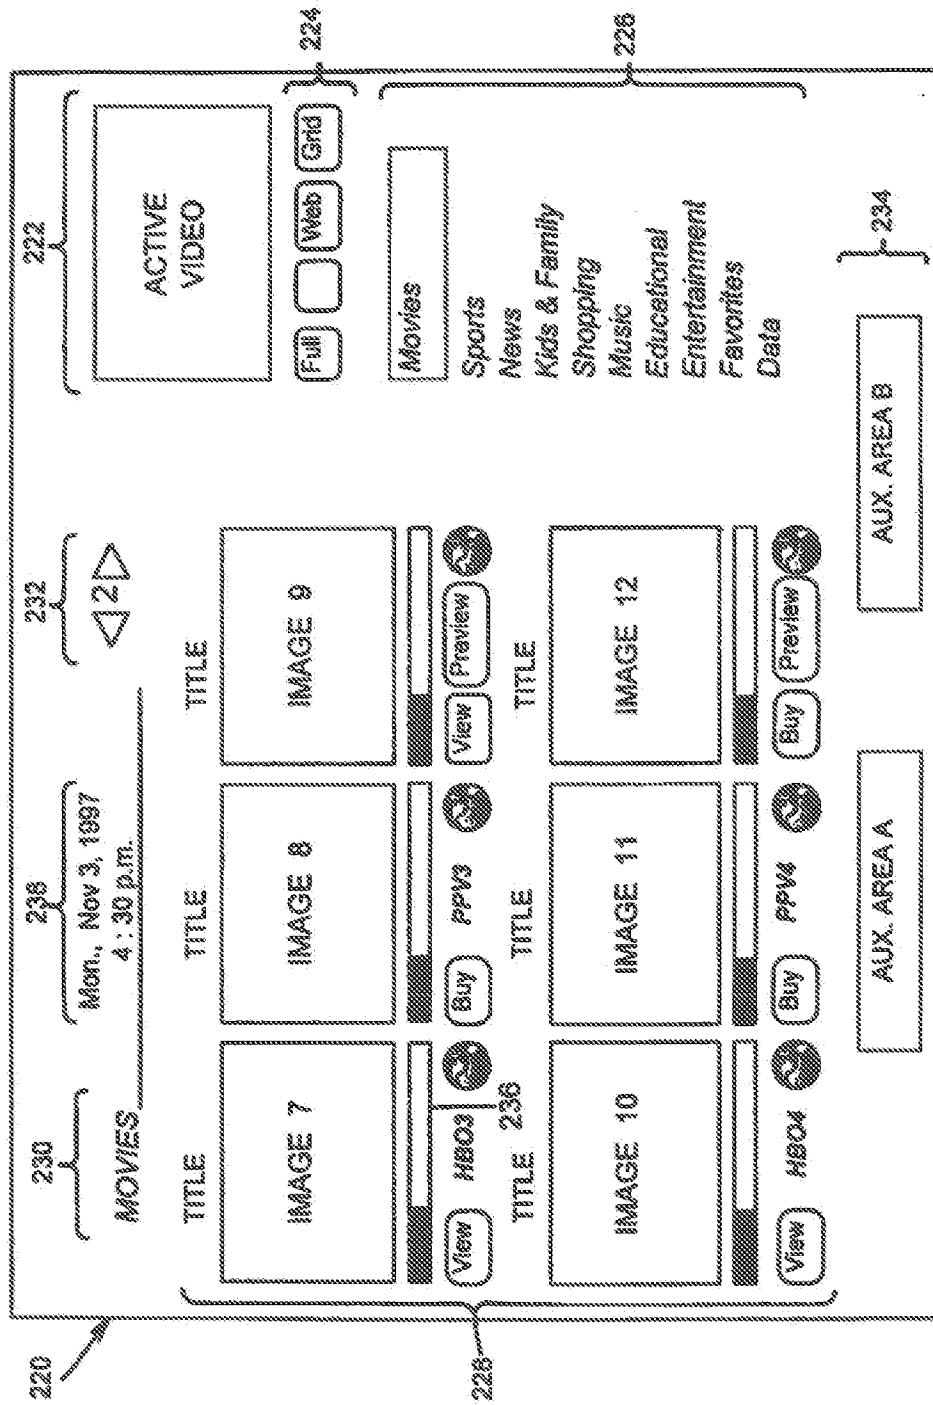 220
230
238
232
222
MOVIES
Mon., Nov 3, 1997
4 : 30 p.m.
2
ACTIVE
VIDEO
224
Full
Web
Grid
TITLE
TITLE
TITLE
IMAGE 7
IMAGE 8
IMAGE 9
View
HBO3
Buy
PPV3
View
Preview
236
226
Movies
Sports
News
Kids & Family
Shopping
Music
Educational
Entertainment
Favorites
Data
228
TITLE
TITLE
TITLE
IMAGE 10
IMAGE 11
IMAGE 12
View
HBO4
Buy
PPV4
Buy
Preview
AUX. AREA A
AUX. AREA B
234